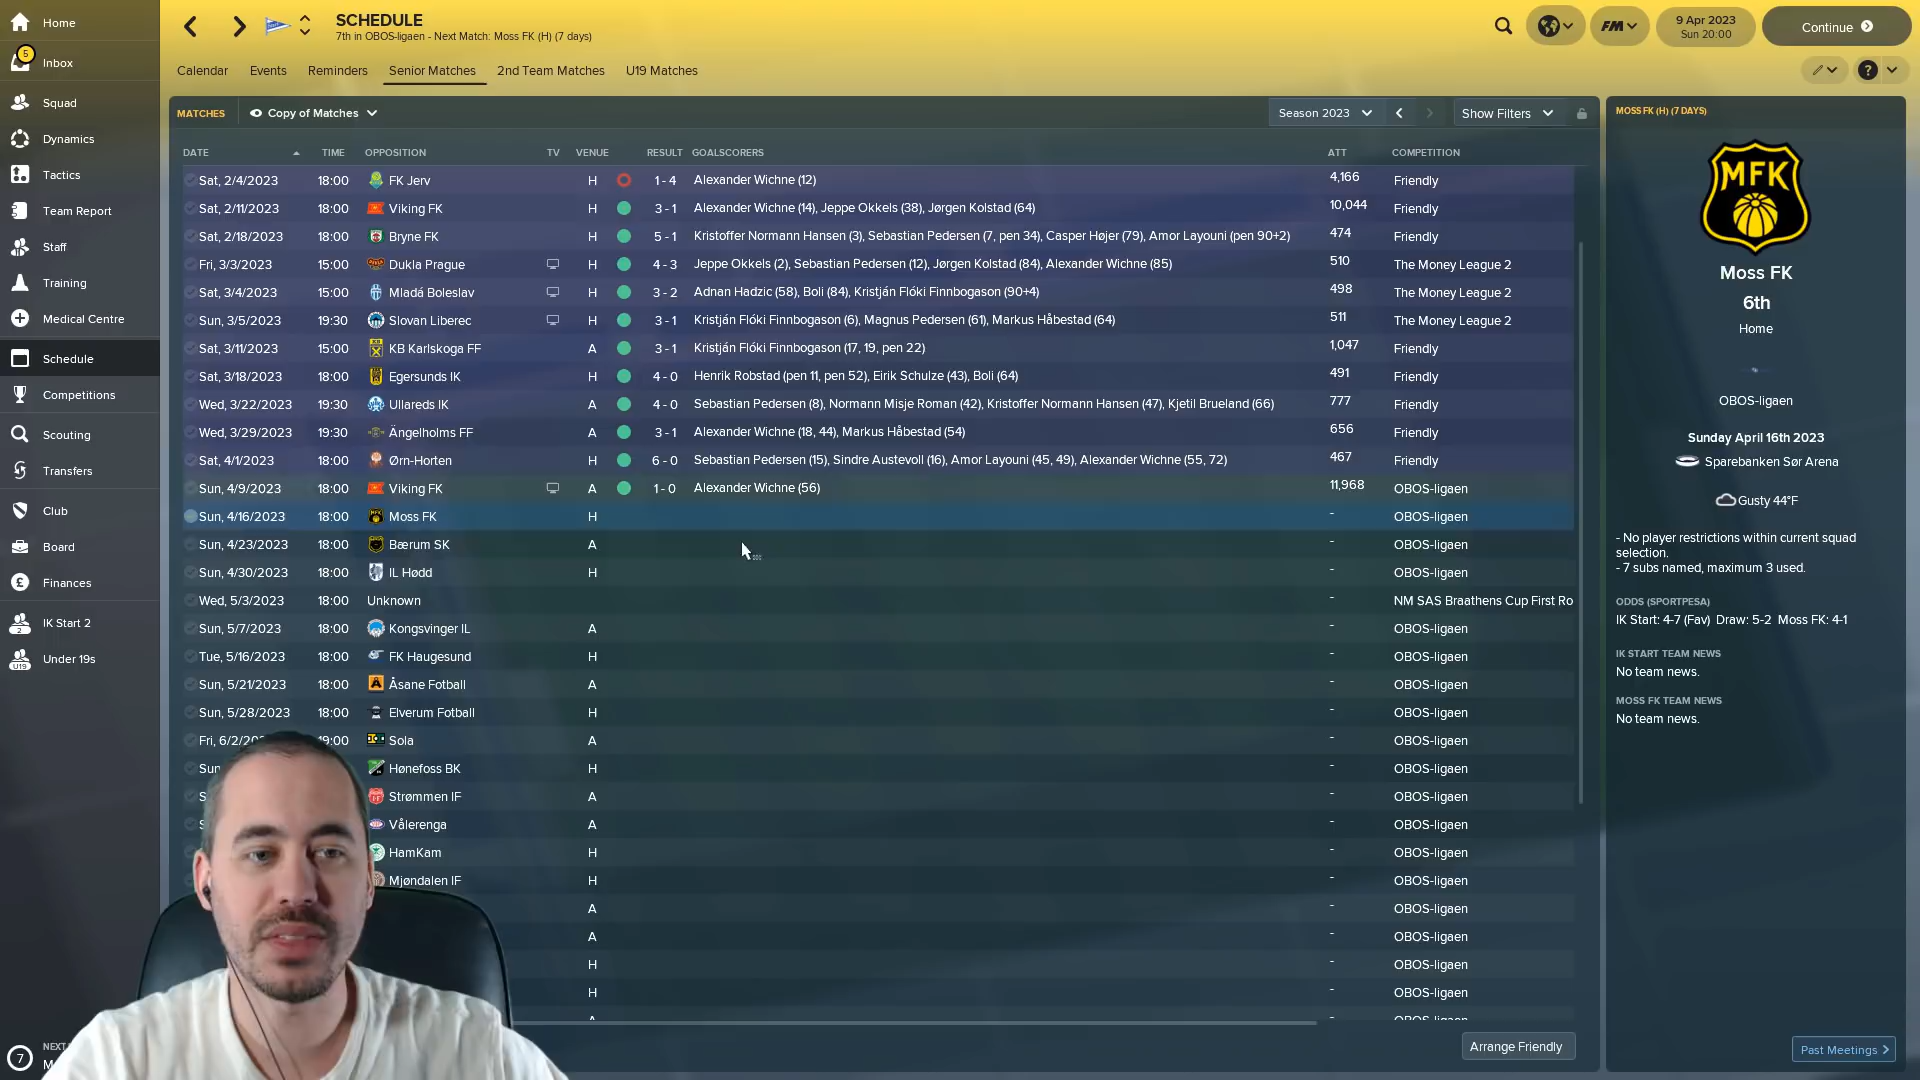 Home
5
Inbox
Squad
Dynamics
Tactics
Team Report
Staff
Training
Medical Centre
Schedule
Competitions
Scouting
Transfers
Club
Board
Finances
2
IK Start 2
U19
Under 19s
7
NEXT
SCHEDULE
7th in OBOS-ligaen - Next Match: Moss FK (H) (7 days)
FM
9 Apr 2023
Sun 20:00
Continue
Calendar Events Reminders Senior Matches 2nd Team Matches U19 Matches
?
MATCHES Copy of Matches Season 2023 Show Filters
DATE TIME OPPOSITION TV VENUE RESULT GOALSCORERS ATT COMPETITION
Sat, 2/4/2023 18:00 FK Jerv H 1 - 4 Alexander Wichne (12) 4,166 Friendly
Sat, 2/11/2023 18:00 Viking FK H 3 - 1 Alexander Wichne (14), Jeppe Okkels (38), Jørgen Kolstad (64) 10,044 Friendly
Sat, 2/18/2023 18:00 Bryne FK H 5 - 1 Kristoffer Normann Hansen (3), Sebastian Pedersen (7, pen 34), Casper Højer (79), Amor Layouni (pen 90+2) 474 Friendly
Fri, 3/3/2023 15:00 Dukla Prague H 4 - 3 Jeppe Okkels (2), Sebastian Pedersen (12), Jørgen Kolstad (84), Alexander Wichne (85) 510 The Money League 2
Sat, 3/4/2023 15:00 Mladá Boleslav H 3 - 2 Adnan Hadzic (58), Boli (84), Kristján Flóki Finnbogason (90+4) 498 The Money League 2
Sun, 3/5/2023 19:30 Slovan Liberec H 3 - 1 Kristján Flóki Finnbogason (6), Magnus Pedersen (61), Markus Håbestad (64) 511 The Money League 2
Sat, 3/11/2023 15:00 KB Karlskoga FF A 3 - 1 Kristján Flóki Finnbogason (17, 19, pen 22) 1,047 Friendly
Sat, 3/18/2023 18:00 Egersunds IK H 4 - 0 Henrik Robstad (pen 11, pen 52), Eirik Schulze (43), Boli (64) 491 Friendly
Wed, 3/22/2023 19:30 Ullareds IK A 4 - 0 Sebastian Pedersen (8), Normann Misje Roman (42), Kristoffer Normann Hansen (47), Kjetil Brueland (66) 777 Friendly
Wed, 3/29/2023 19:30 Ängelholms FF A 3 - 1 Alexander Wichne (18, 44), Markus Håbestad (54) 656 Friendly
Sat, 4/1/2023 18:00 Ørn-Horten H 6 - 0 Sebastian Pedersen (15), Sindre Austevoll (16), Amor Layouni (45, 49), Alexander Wichne (55, 72) 467 Friendly
Sun, 4/9/2023 18:00 Viking FK A 1 - 0 Alexander Wichne (56) 11,968 OBOS-ligaen
Sun, 4/16/2023 18:00 Moss FK H - OBOS-ligaen
Sun, 4/23/2023 18:00 Bærum SK A - OBOS-ligaen
Sun, 4/30/2023 18:00 IL Hødd H - OBOS-ligaen
Wed, 5/3/2023 18:00 Unknown - NM SAS Braathens Cup First Ro
Sun, 5/7/2023 18:00 Kongsvinger IL A - OBOS-ligaen
Tue, 5/16/2023 18:00 FK Haugesund H - OBOS-ligaen
Sun, 5/21/2023 18:00 Åsane Fotball A - OBOS-ligaen
Sun, 5/28/2023 18:00 Elverum Fotball H - OBOS-ligaen
Fri, 6/2/20 19:00 Sola A - OBOS-ligaen
Sun Hønefoss BK H - OBOS-ligaen
S Strømmen IF A - OBOS-ligaen
S Vålerenga A - OBOS-ligaen
HamKam H - OBOS-ligaen
Mjøndalen IF H - OBOS-ligaen
A - OBOS-ligaen
A - OBOS-ligaen
H - OBOS-ligaen
H - OBOS-ligaen
A OBOS-ligaen
Arrange Friendly
MOSS FK (H) (7 DAYS)
MFK
Moss FK
6th
Home
OBOS-ligaen
Sunday April 16th 2023
Sparebanken Sør Arena
Gusty 44°F
- No player restrictions within current squad
selection.
- 7 subs named, maximum 3 used.
ODDS (SPORTPESA)
IK Start: 4-7 (Fav) Draw: 5-2 Moss FK: 4-1
IK START TEAM NEWS
No team news.
MOSS FK TEAM NEWS
No team news.
Past Meetings